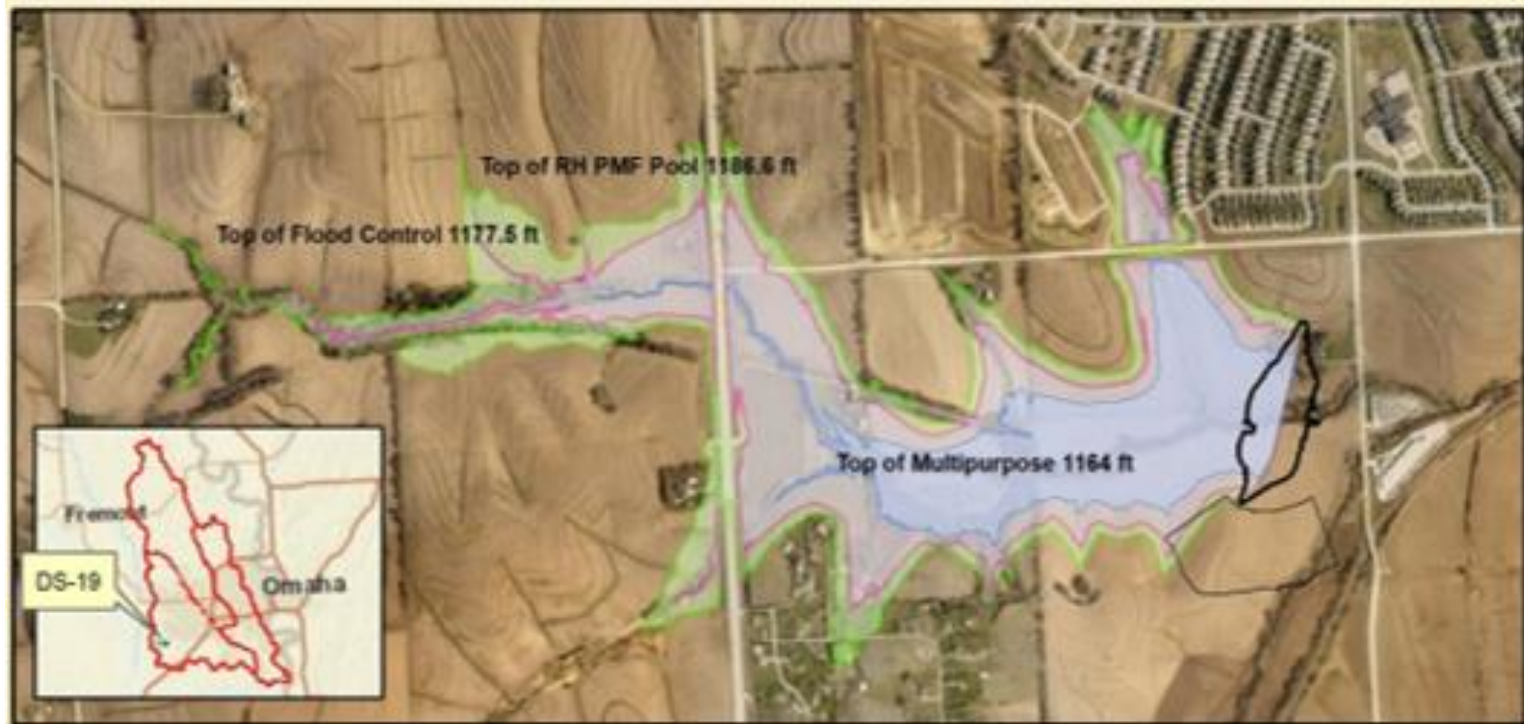 Top of RH PMF Pool 1186.6 ft
Top of Flood Control 1177.5 ft
Top of Multipurpose 1164 ft
Fremont
DS-19
Omaha